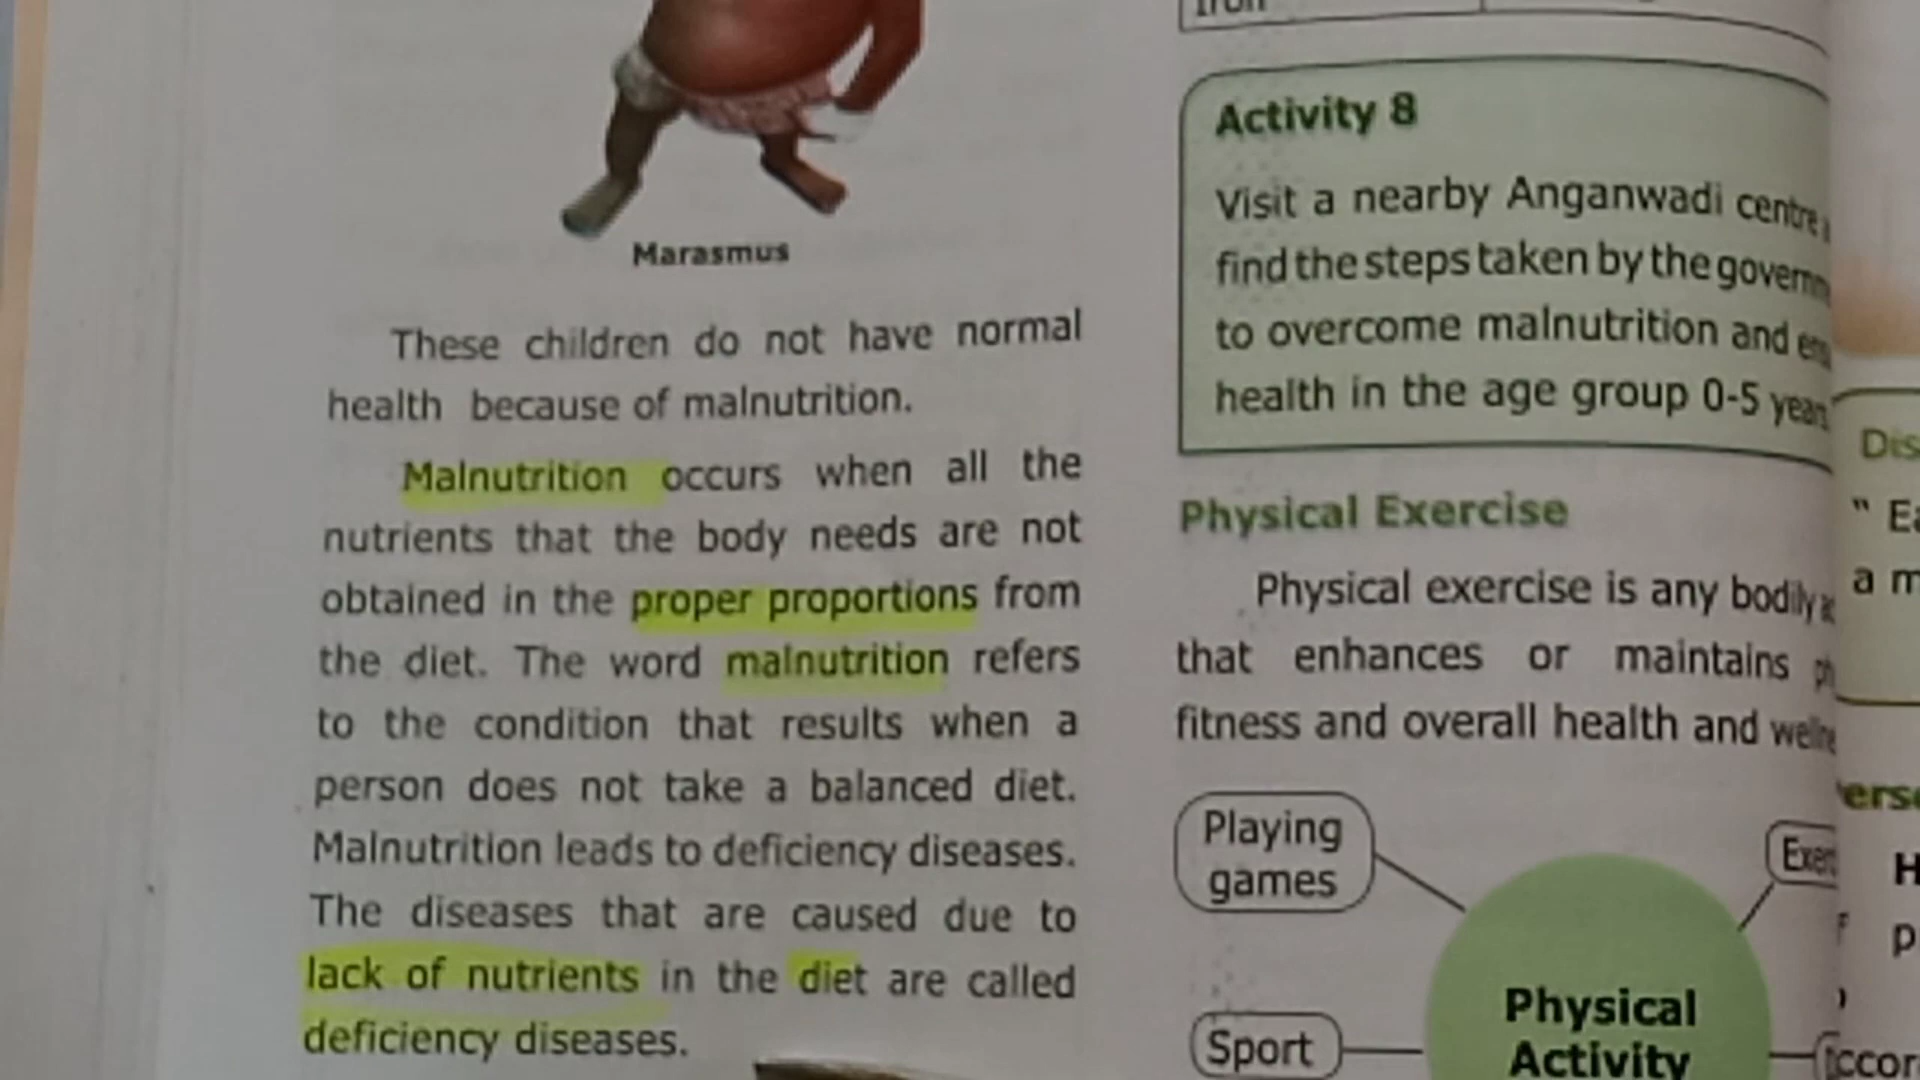 Marasmus
These children do not have normal
health because of malnutrition.
Malnutrition occurs when all the
nutrients that the body needs are not
obtained in the proper proportions from
the diet. The word malnutrition refers
to the condition that results when a
person does not take a balanced diet.
Malnutrition leads to deficiency diseases.
The diseases that are caused due to
lack of nutrients in the diet are called
deficiency diseases.
Iron
Activity 8
Visit a nearby Anganwadi centre
find the steps taken by the
to overcome malnutrition and
health in the age group 0-5 years
Physical Exercise
Physical exercise is any bodily
that enhances or maintains
fitness and overall health and
Playing
games
Sport
Physical
Activity
" 
a
H